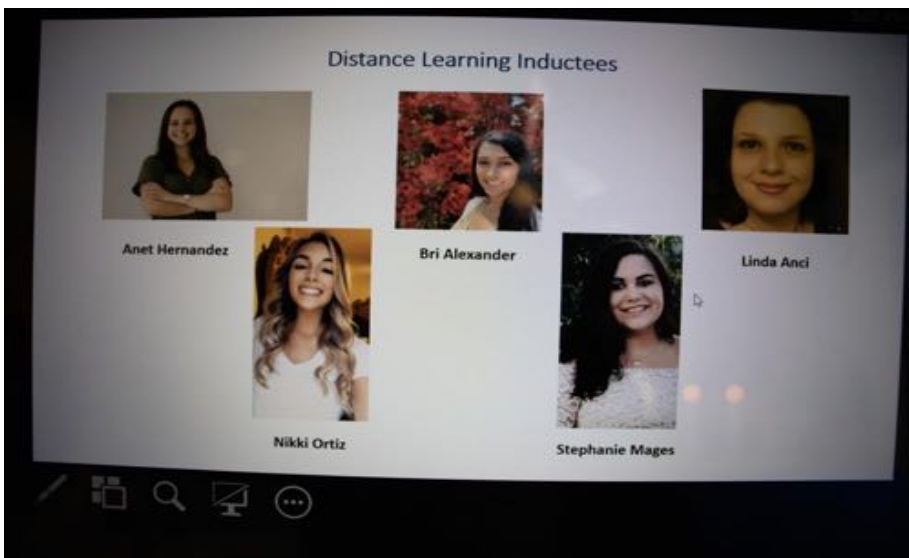 Distance Learning Inductees
Anet Hernandez
Bri Alexander
Linda Anci
Nikki Ortiz
Stephanie Mages